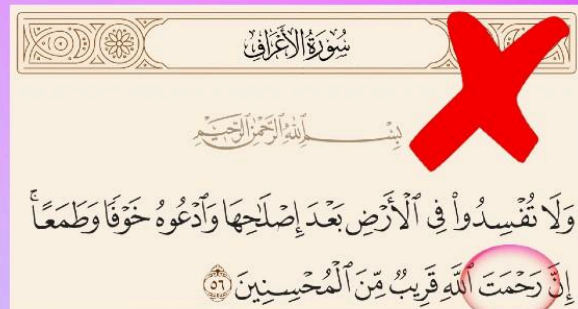 سُورَةُ الأَعْرَافِ
بِسْمِ ٱللَّهِ ٱلرَّحْمَٰنِ ٱلرَّحِيمِ
وَلَا تُفْسِدُوا۟ فِى ٱلْأَرْضِ بَعْدَ إِصْلَٰحِهَا وَٱدْعُوهُ خَوْفًا وَطَمَعًا ۚ
إِنَّ رَحْمَتَ ٱللَّهِ قَرِيبٌ مِّنَ ٱلْمُحْسِنِينَ ٥٦